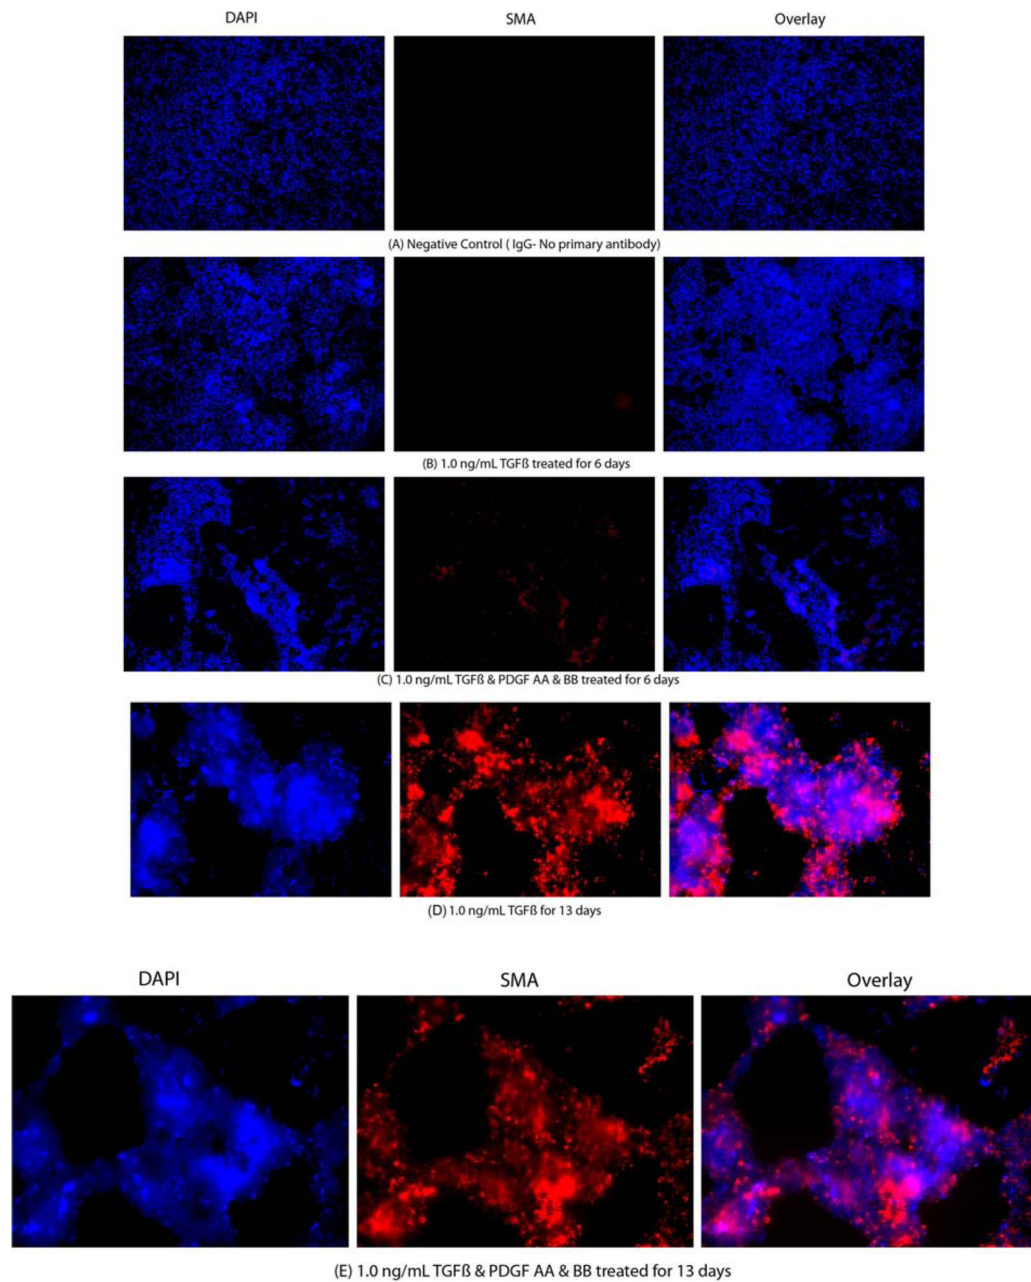 DAPI SMA Overlay
(A) Negative Control ( IgG- No primary antibody)
(B) 1.0 ng/mL TGFß treated for 6 days
(C) 1.0 ng/mL TGFß & PDGF AA & BB treated for 6 days
(D) 1.0 ng/mL TGFß for 13 days
DAPI SMA Overlay
(E) 1.0 ng/mL TGFß & PDGF AA & BB treated for 13 days